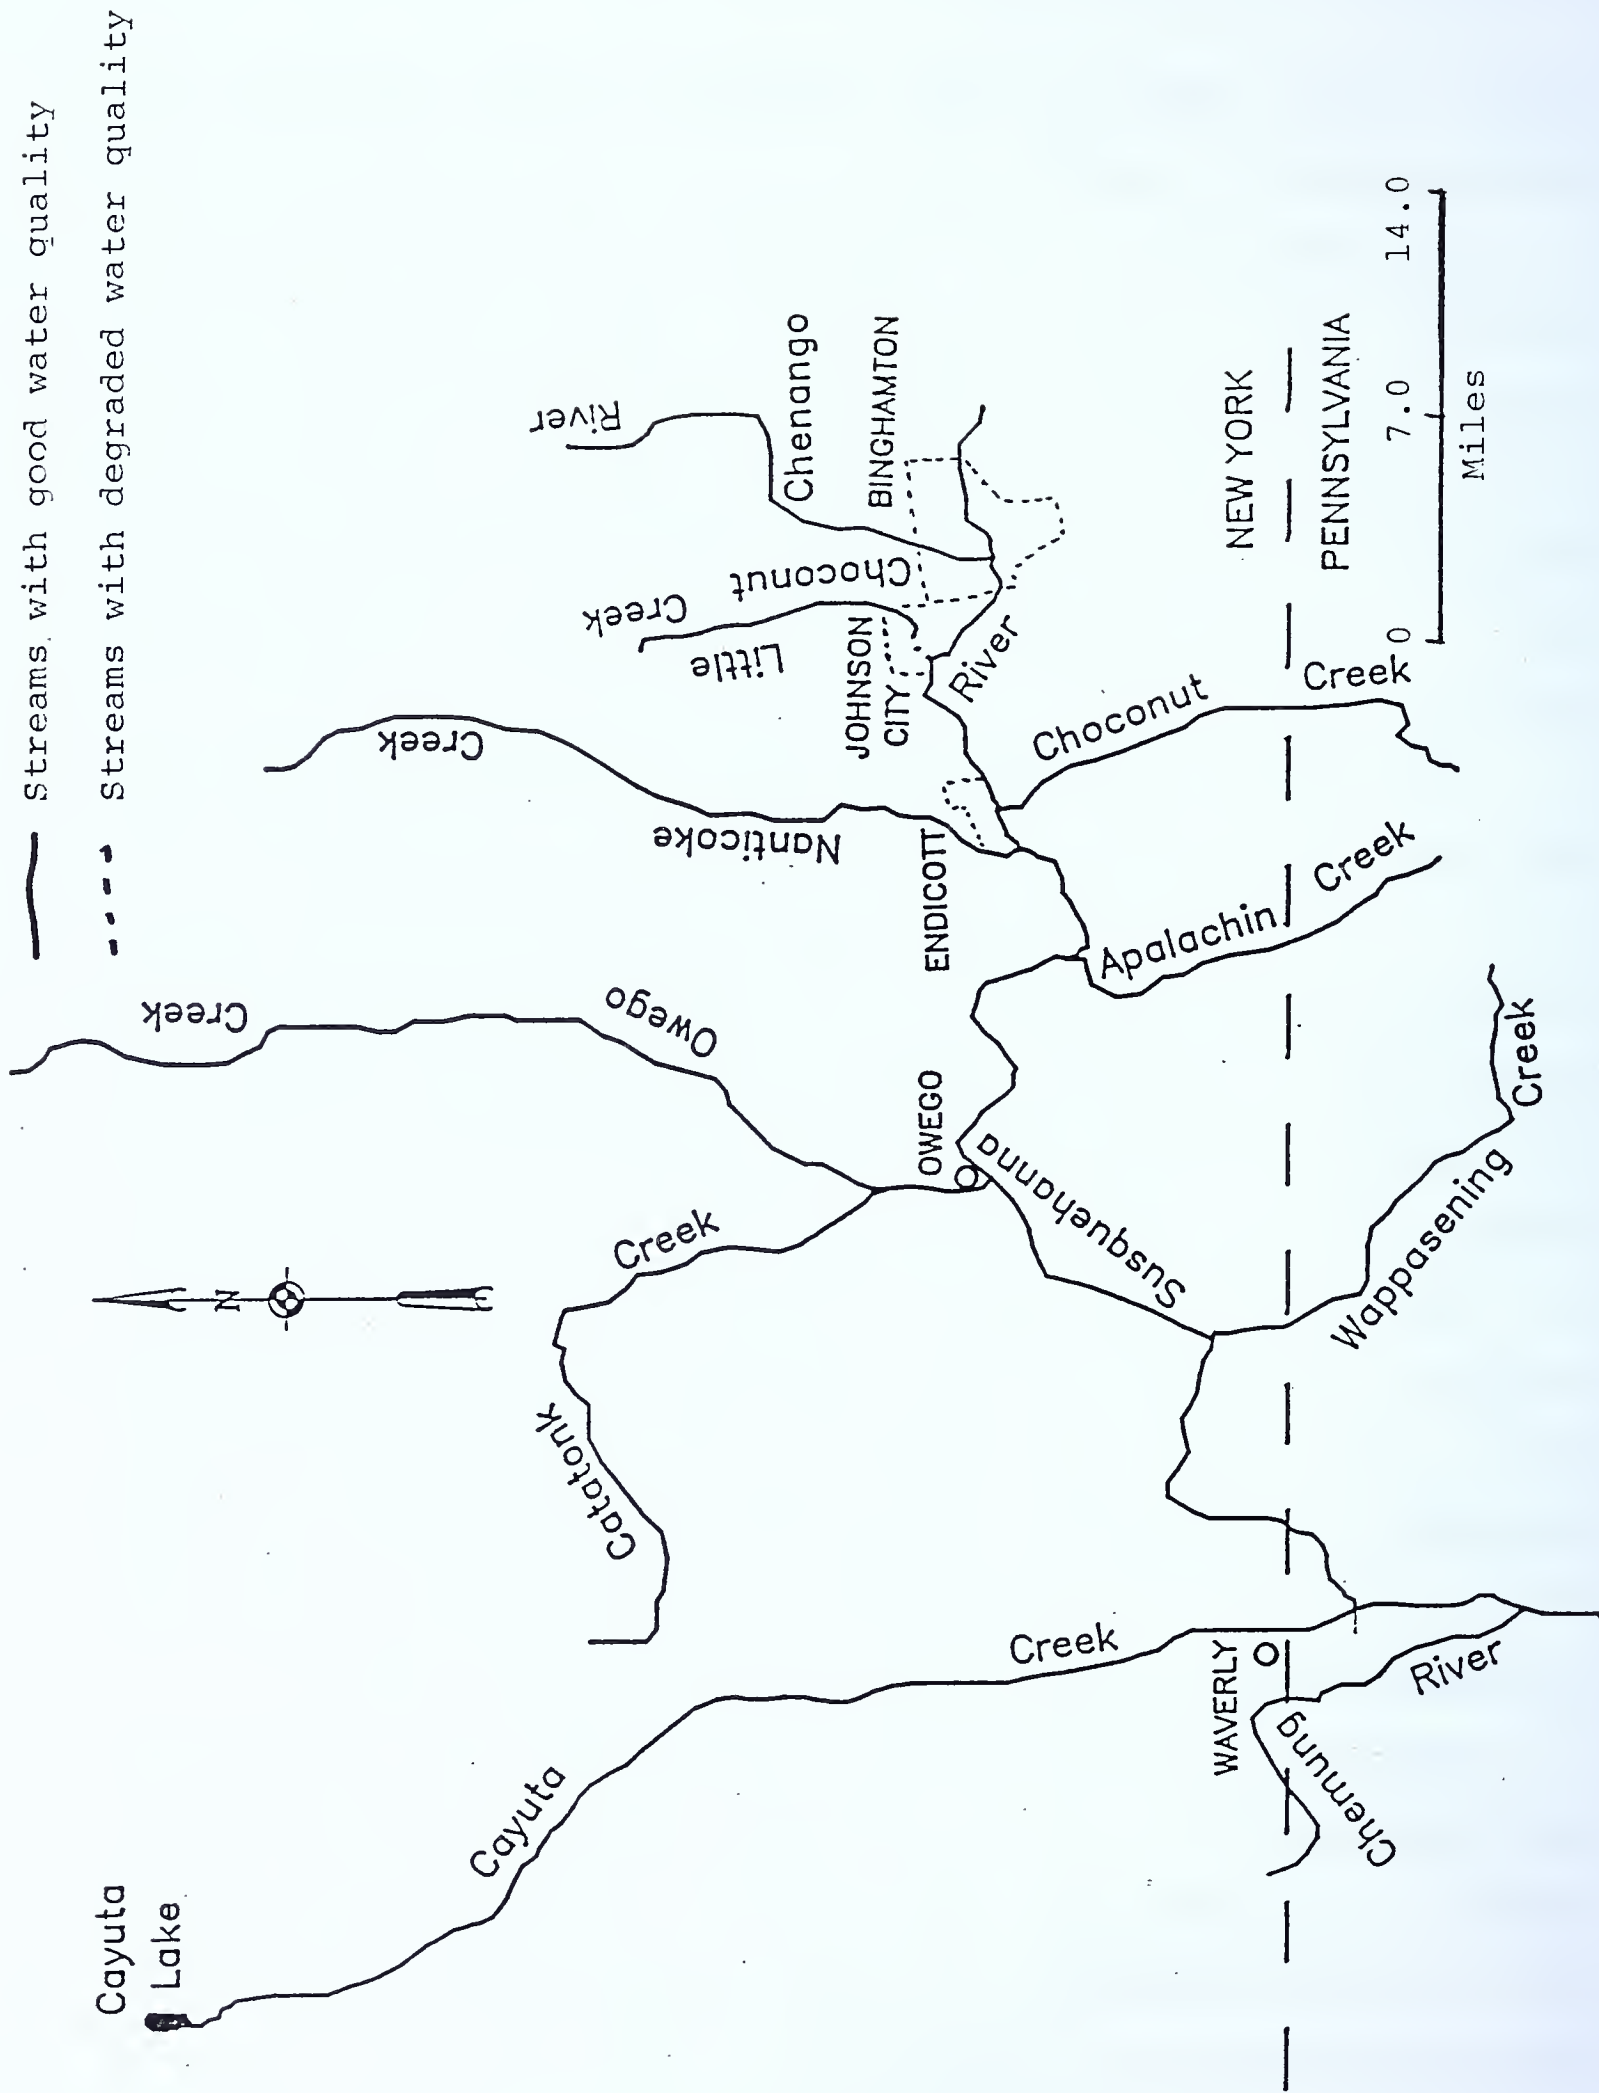 Streams with good water quality
Streams with degraded water quality
N
Cayuta
Lake
Cayuta
Creek
Catatonk
Creek
Owego
Creek
Nanticoke
Creek
Little
Choconut
Creek
Chenango
River
BINGHAMTON
JOHNSON
CITY
ENDICOTT
OWEGO
Susquehanna
River
Choconut
Creek
Apalachin
Creek
Wappasening
Creek
WAVERLY
Chemung
River
NEW YORK
PENNSYLVANIA
0 7.0 14.0
Miles